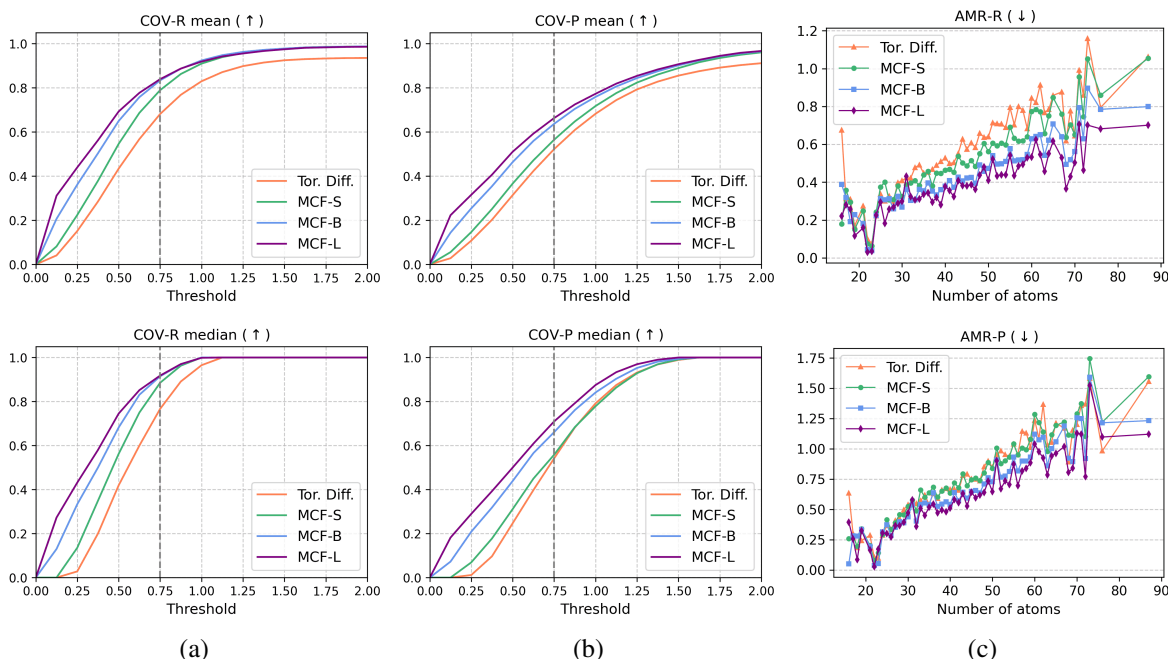 COV-R mean (↑)
1.0
0.8
0.6
0.4
0.2
0.0
0.00 0.25 0.50 0.75 1.00 1.25 1.50 1.75 2.00
Threshold
Tor. Diff.
MCF-S
MCF-B
MCF-L
COV-P mean (↑)
1.0
0.8
0.6
0.4
0.2
0.0
0.00 0.25 0.50 0.75 1.00 1.25 1.50 1.75 2.00
Threshold
Tor. Diff.
MCF-S
MCF-B
MCF-L
AMR-R (↓)
1.2
1.0
0.8
0.6
0.4
0.2
0.0
20 30 40 50 60 70 80 90
Number of atoms
Tor. Diff.
MCF-S
MCF-B
MCF-L
COV-R median (↑)
1.0
0.8
0.6
0.4
0.2
0.0
0.00 0.25 0.50 0.75 1.00 1.25 1.50 1.75 2.00
Threshold
Tor. Diff.
MCF-S
MCF-B
MCF-L
COV-P median (↑)
1.0
0.8
0.6
0.4
0.2
0.0
0.00 0.25 0.50 0.75 1.00 1.25 1.50 1.75 2.00
Threshold
Tor. Diff.
MCF-S
MCF-B
MCF-L
AMR-P (↓)
1.75
1.50
1.25
1.00
0.75
0.50
0.25
0.00
20 30 40 50 60 70 80 90
Number of atoms
Tor. Diff.
MCF-S
MCF-B
MCF-L
(a)
(b)
(c)